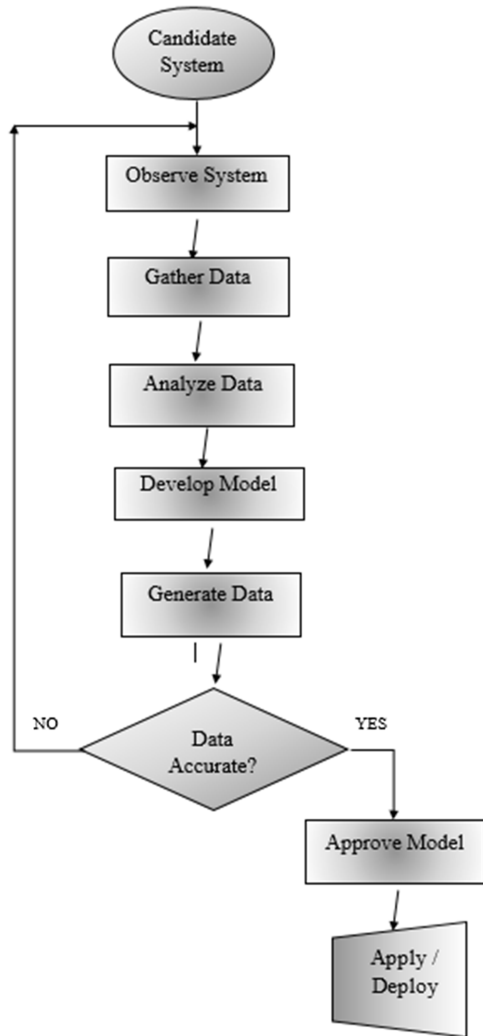 Candidate
System
Observe System
Gather Data
Analyze Data
Develop Model
Generate Data
NO
YES
Data
Accurate?
Approve Model
Apply /
Deploy